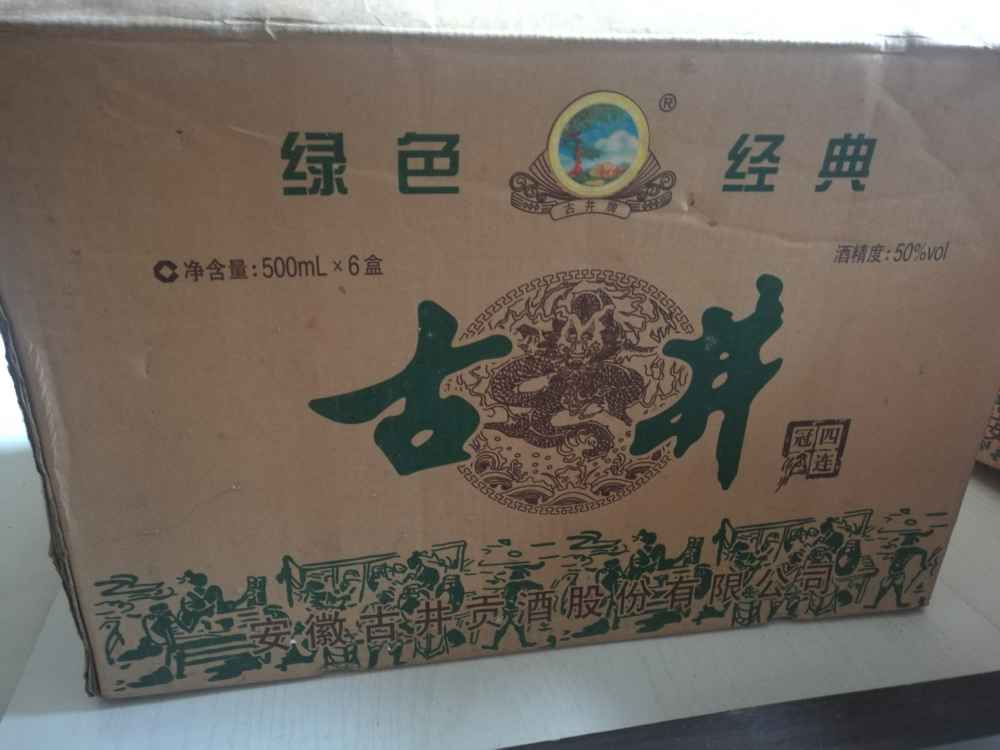 绿色 ® 经典
古井牌
净含量:500mL×6盒
酒精度:50%vol
古井
四连
冠
安徽古井贡酒股份有限公司